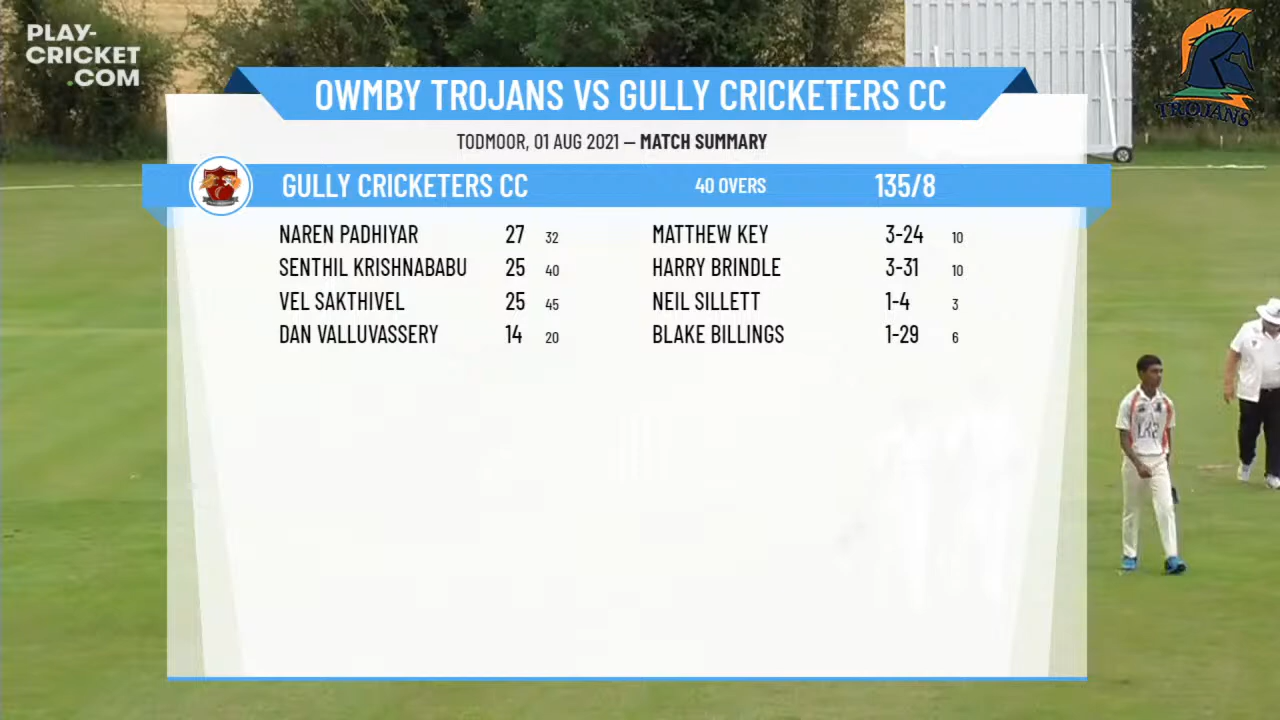 PLAY-
CRICKET
.COM
TROJANS
OWMBY TROJANS VS GULLY CRICKETERS CC
TODMOOR, 01 AUG 2021 – MATCH SUMMARY
GULLY CRICKETERS CC 40 OVERS 135/8
NAREN PADHIYAR 27 32 MATTHEW KEY 3-24 10
SENTHIL KRISHNABABU 25 40 HARRY BRINDLE 3-31 10
VEL SAKTHIVEL 25 45 NEIL SILLETT 1-4 3
DAN VALLUVASSERY 14 20 BLAKE BILLINGS 1-29 6